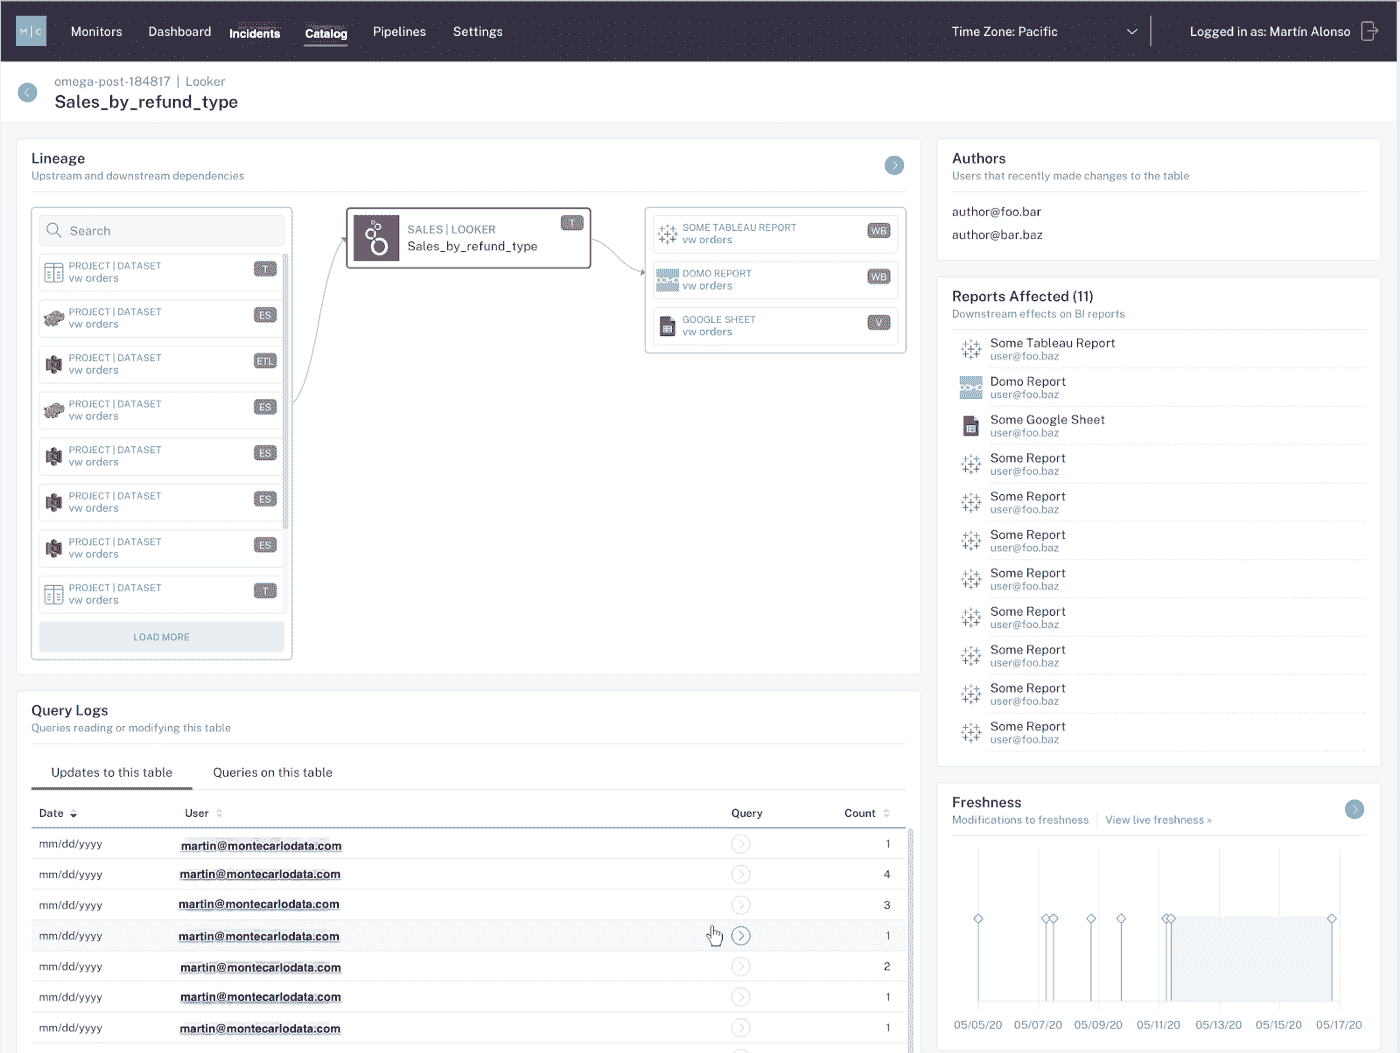 M | C
Monitors Dashboard Incidents Catalog Pipelines Settings
Time Zone: Pacific
Logged in as: Martín Alonso
omega-post-184817 | Looker
Sales_by_refund_type
Lineage
Upstream and downstream dependencies
Search
PROJECT | DATASET T
vw orders
PROJECT | DATASET ES
vw orders
PROJECT | DATASET ETL
vw orders
PROJECT | DATASET ES
vw orders
PROJECT | DATASET ES
vw orders
PROJECT | DATASET ES
vw orders
PROJECT | DATASET ES
vw orders
PROJECT | DATASET T
vw orders
LOAD MORE
SALES | LOOKER T
Sales_by_refund_type
SOME TABLEAU REPORT WB
vw orders
DOMO REPORT WB
vw orders
GOOGLE SHEET V
vw orders
Authors
Users that recently made changes to the table
author@foo.bar
author@bar.baz
Reports Affected (11)
Downstream effects on BI reports
Some Tableau Report
user@foo.baz
Domo Report
user@foo.baz
Some Google Sheet
user@foo.baz
Some Report
user@foo.baz
Some Report
user@foo.baz
Some Report
user@foo.baz
Some Report
user@foo.baz
Some Report
user@foo.baz
Some Report
user@foo.baz
Some Report
user@foo.baz
Some Report
user@foo.baz
Query Logs
Queries reading or modifying this table
Updates to this table Queries on this table
Date User Query Count
mm/dd/yyyy martin@montecarlodata.com 1
mm/dd/yyyy martin@montecarlodata.com 4
mm/dd/yyyy martin@montecarlodata.com 3
mm/dd/yyyy martin@montecarlodata.com 1
mm/dd/yyyy martin@montecarlodata.com 2
mm/dd/yyyy martin@montecarlodata.com 1
mm/dd/yyyy martin@montecarlodata.com 1
Freshness
Modifications to freshness View live freshness »
05/05/20 05/07/20 05/09/20 05/11/20 05/13/20 05/15/20 05/17/20